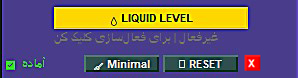 LIQUID LEVEL
غیرفعال | برای فعال‌سازی کلیک کن
آماده Minimal RESET X